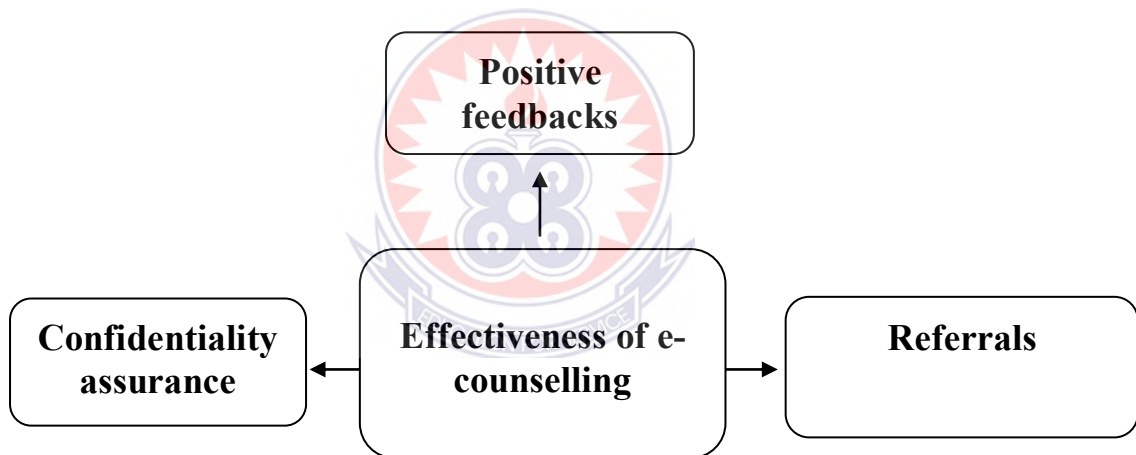 Positive
feedbacks
Confidentiality
assurance
Effectiveness of e-
counselling
Referrals